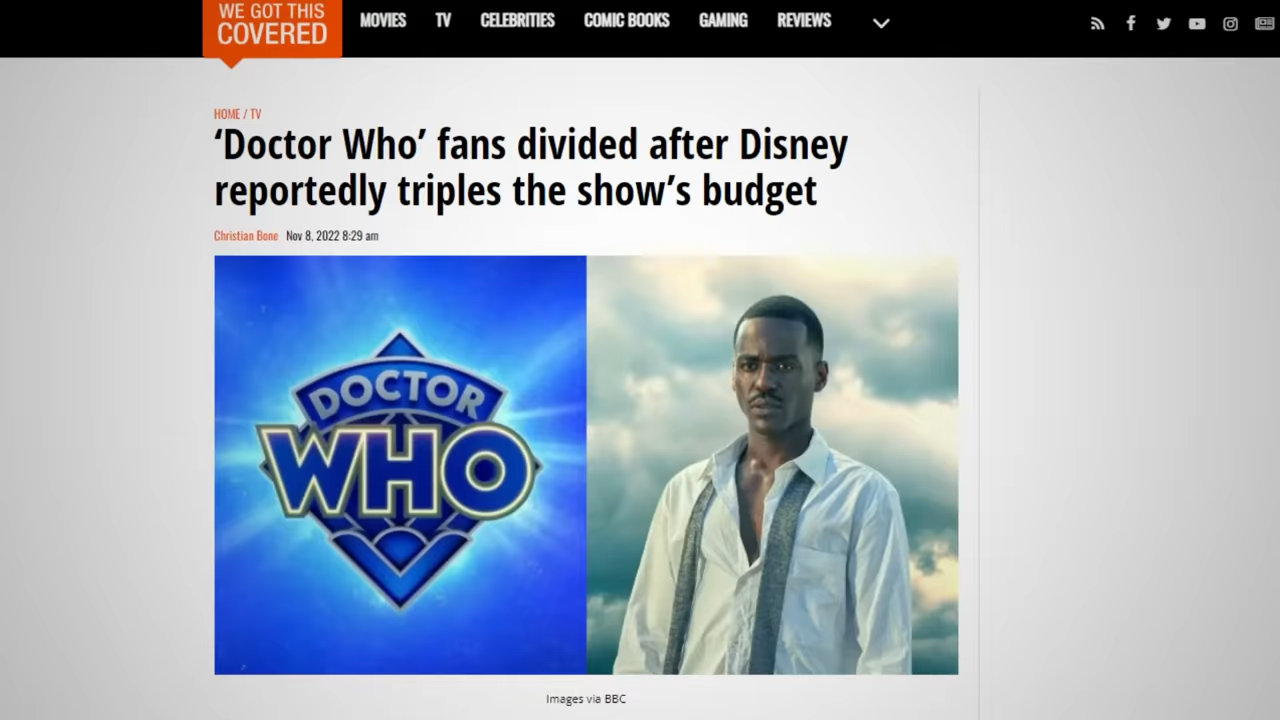 WE GOT THIS
COVERED
MOVIES TV CELEBRITIES COMIC BOOKS GAMING REVIEWS
HOME / TV
‘Doctor Who’ fans divided after Disney
reportedly triples the show’s budget
Christian Bone Nov 8, 2022 8:29 am
DOCTOR
WHO
Images via BBC